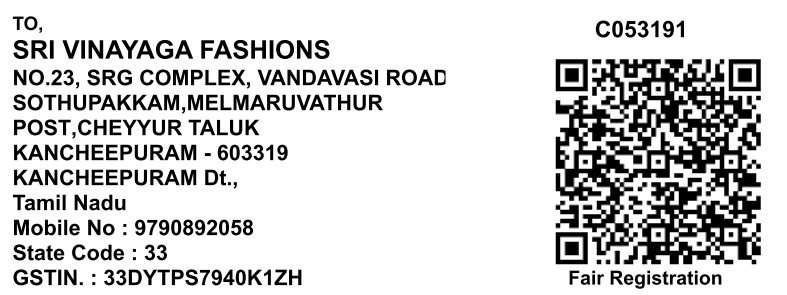 TO,
SRI VINAYAGA FASHIONS
NO.23, SRG COMPLEX, VANDAVASI ROAD
SOTHUPAKKAM,MELMARUVATHUR
POST,CHEYYUR TALUK
KANCHEEPURAM - 603319
KANCHEEPURAM Dt.,
Tamil Nadu
Mobile No : 9790892058
State Code : 33
GSTIN. : 33DYTPS7940K1ZH
C053191
Fair Registration